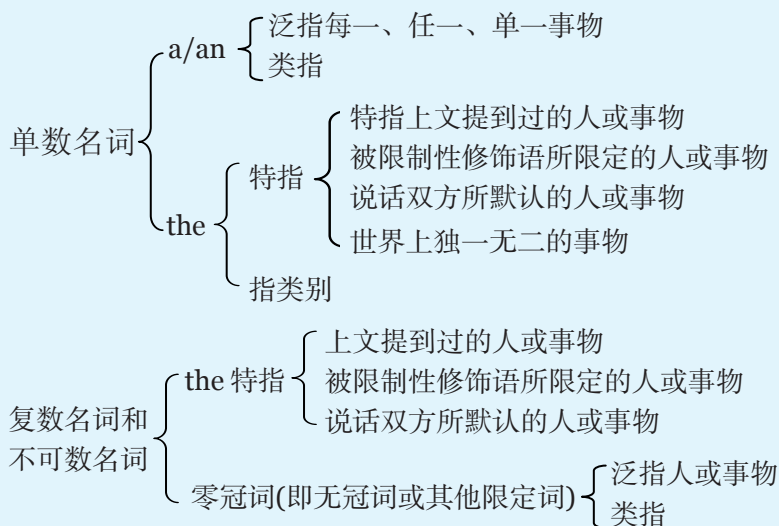 a/an
泛指每一、任一、单一事物
类指
单数名词
the
特指
特指上文提到过的人或事物
被限制性修饰语所限定的人或事物
说话双方所默认的人或事物
世界上独一无二的事物
指类别
复数名词和
不可数名词
the 特指
上文提到过的人或事物
被限制性修饰语所限定的人或事物
说话双方所默认的人或事物
零冠词(即无冠词或其他限定词)
泛指人或事物
类指